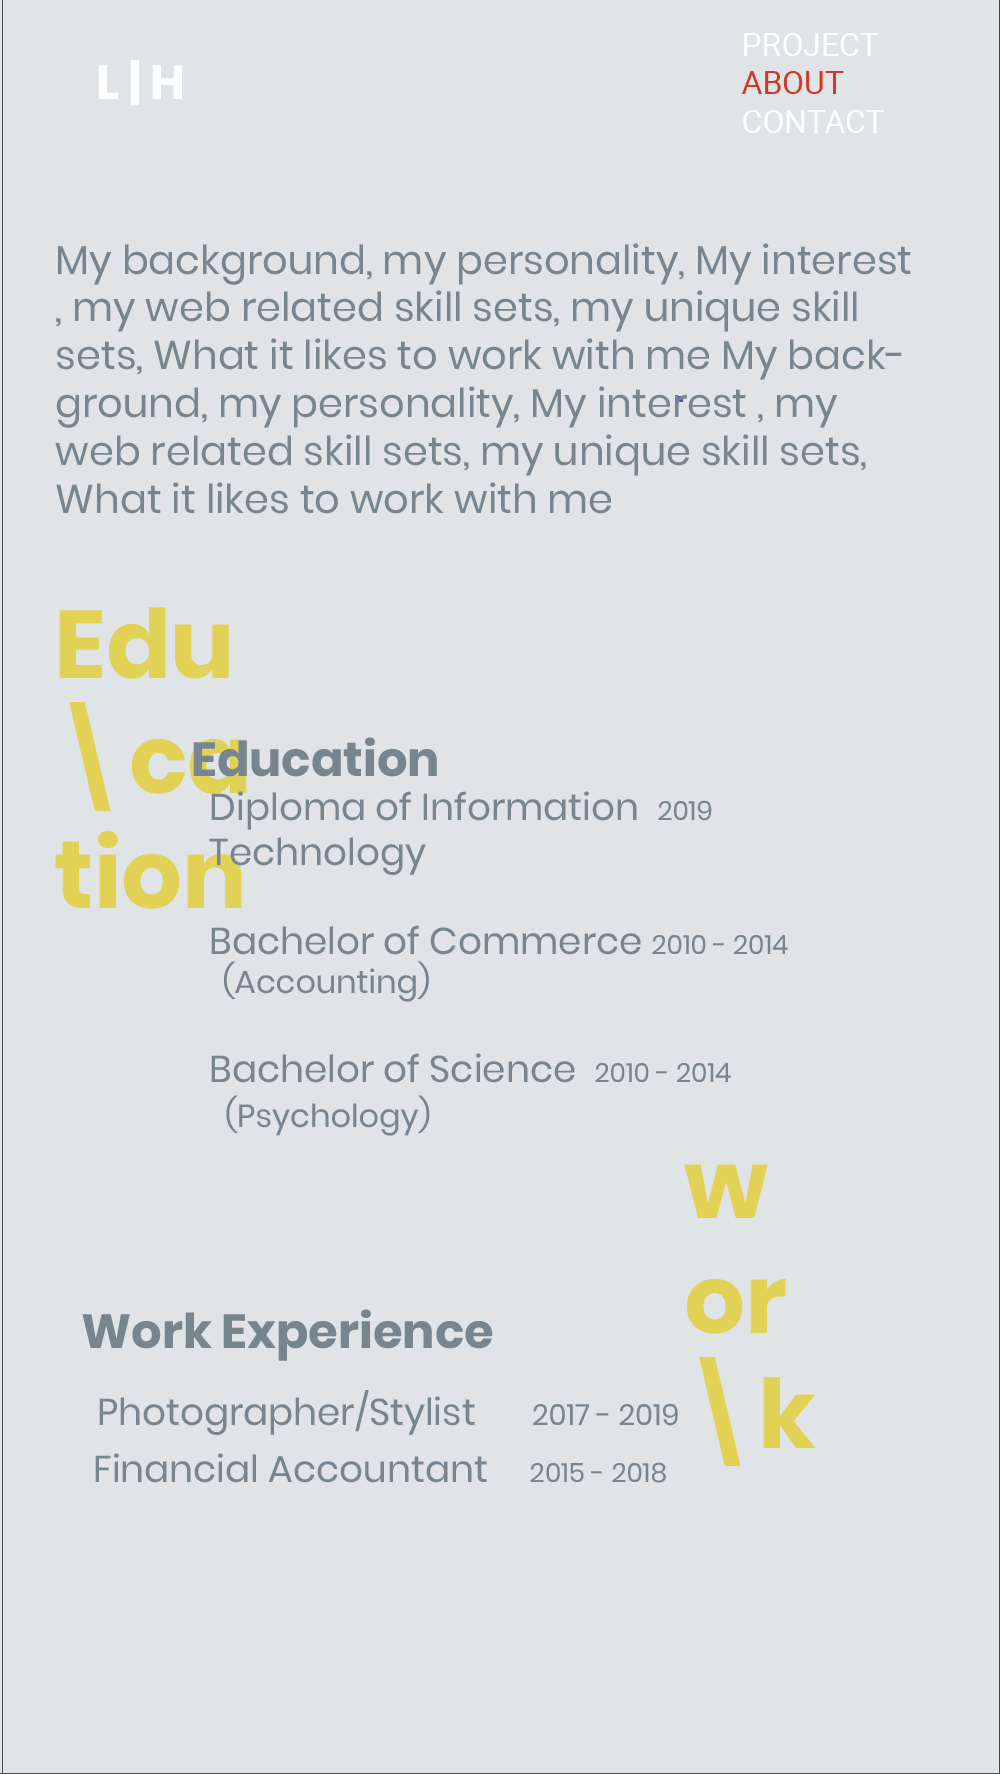 L|H
PROJECT
ABOUT
CONTACT
My background, my personality, My interest
, my web related skill sets, my unique skill
sets, What it likes to work with me My back-
ground, my personality, My interest , my
web related skill sets, my unique skill sets,
What it likes to work with me
Edu
\ca
tion
Education
Diploma of Information 2019
Technology
Bachelor of Commerce 2010 - 2014
(Accounting)
Bachelor of Science 2010 - 2014
(Psychology)
w
or
\k
Work Experience
Photographer/Stylist 2017 - 2019
Financial Accountant 2015 - 2018